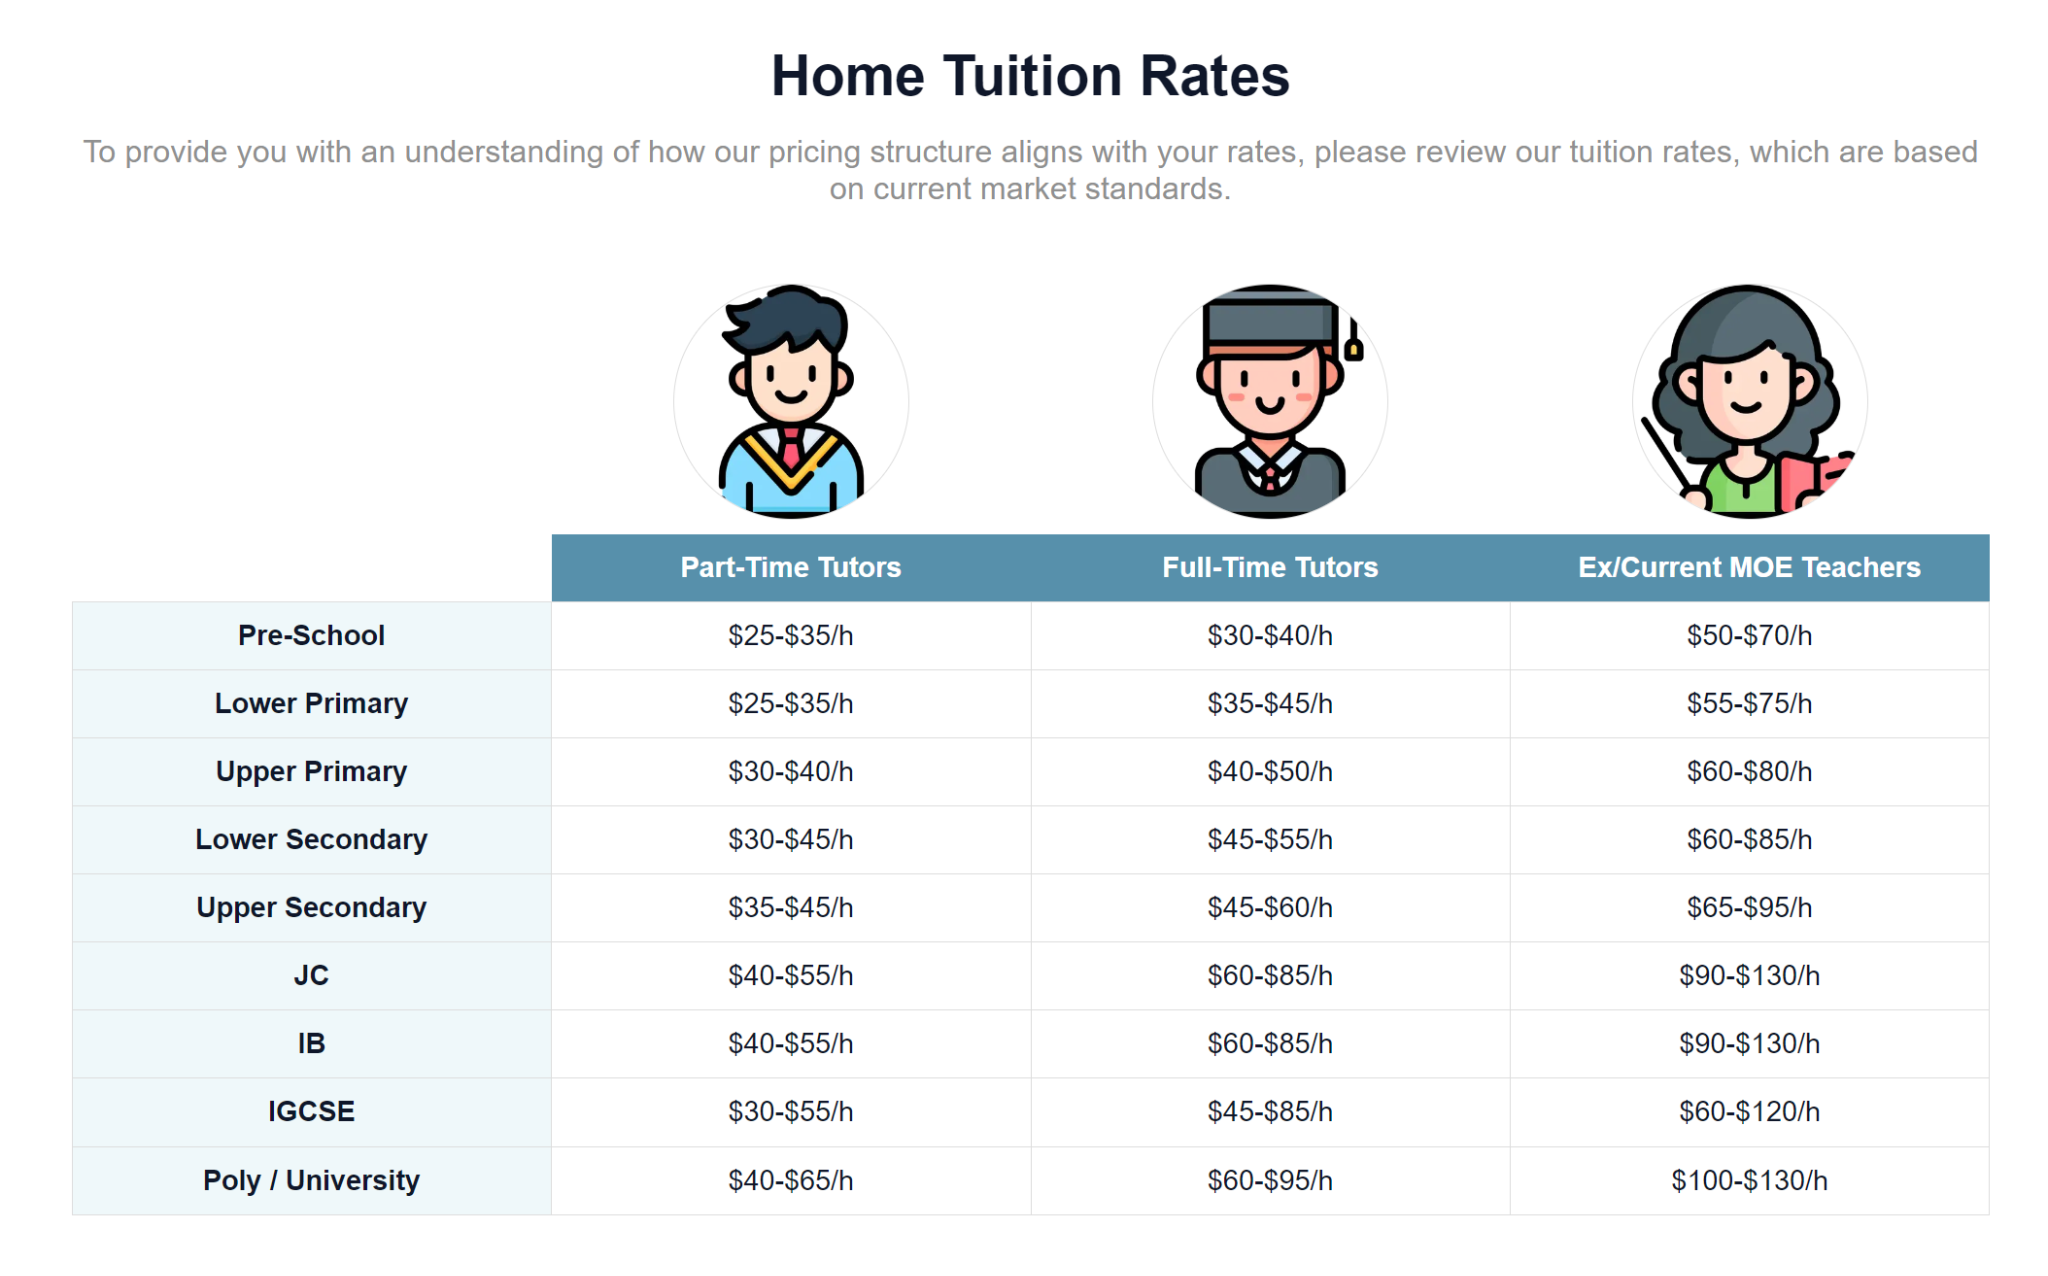 Home Tuition Rates
To provide you with an understanding of how our pricing structure aligns with your rates, please review our tuition rates, which are based
on current market standards.
Part-Time Tutors Full-Time Tutors Ex/Current MOE Teachers
Pre-School $25-$35/h $30-$40/h $50-$70/h
Lower Primary $25-$35/h $35-$45/h $55-$75/h
Upper Primary $30-$40/h $40-$50/h $60-$80/h
Lower Secondary $30-$45/h $45-$55/h $60-$85/h
Upper Secondary $35-$45/h $45-$60/h $65-$95/h
JC $40-$55/h $60-$85/h $90-$130/h
IB $40-$55/h $60-$85/h $90-$130/h
IGCSE $30-$55/h $45-$85/h $60-$120/h
Poly / University $40-$65/h $60-$95/h $100-$130/h